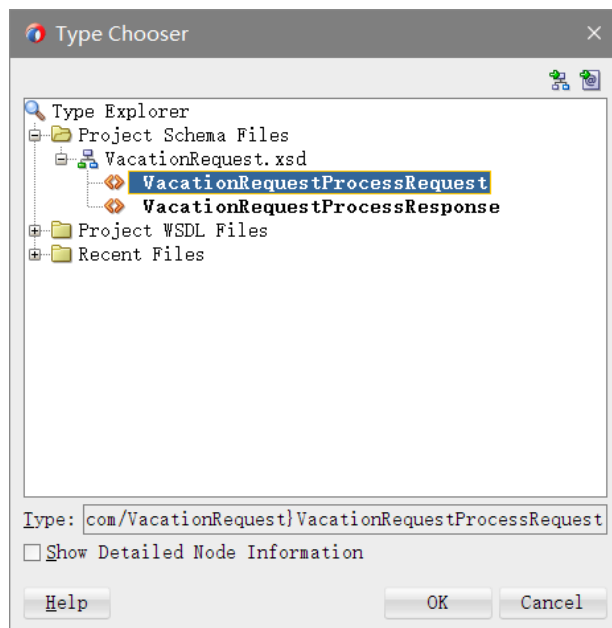 Type Chooser
Type Explorer
Project Schema Files
VacationRequest.xsd
VacationRequestProcessRequest
VacationRequestProcessResponse
Project WSDL Files
Recent Files
Type: com/VacationRequest}VacationRequestProcessRequest
Show Detailed Node Information
Help OK Cancel